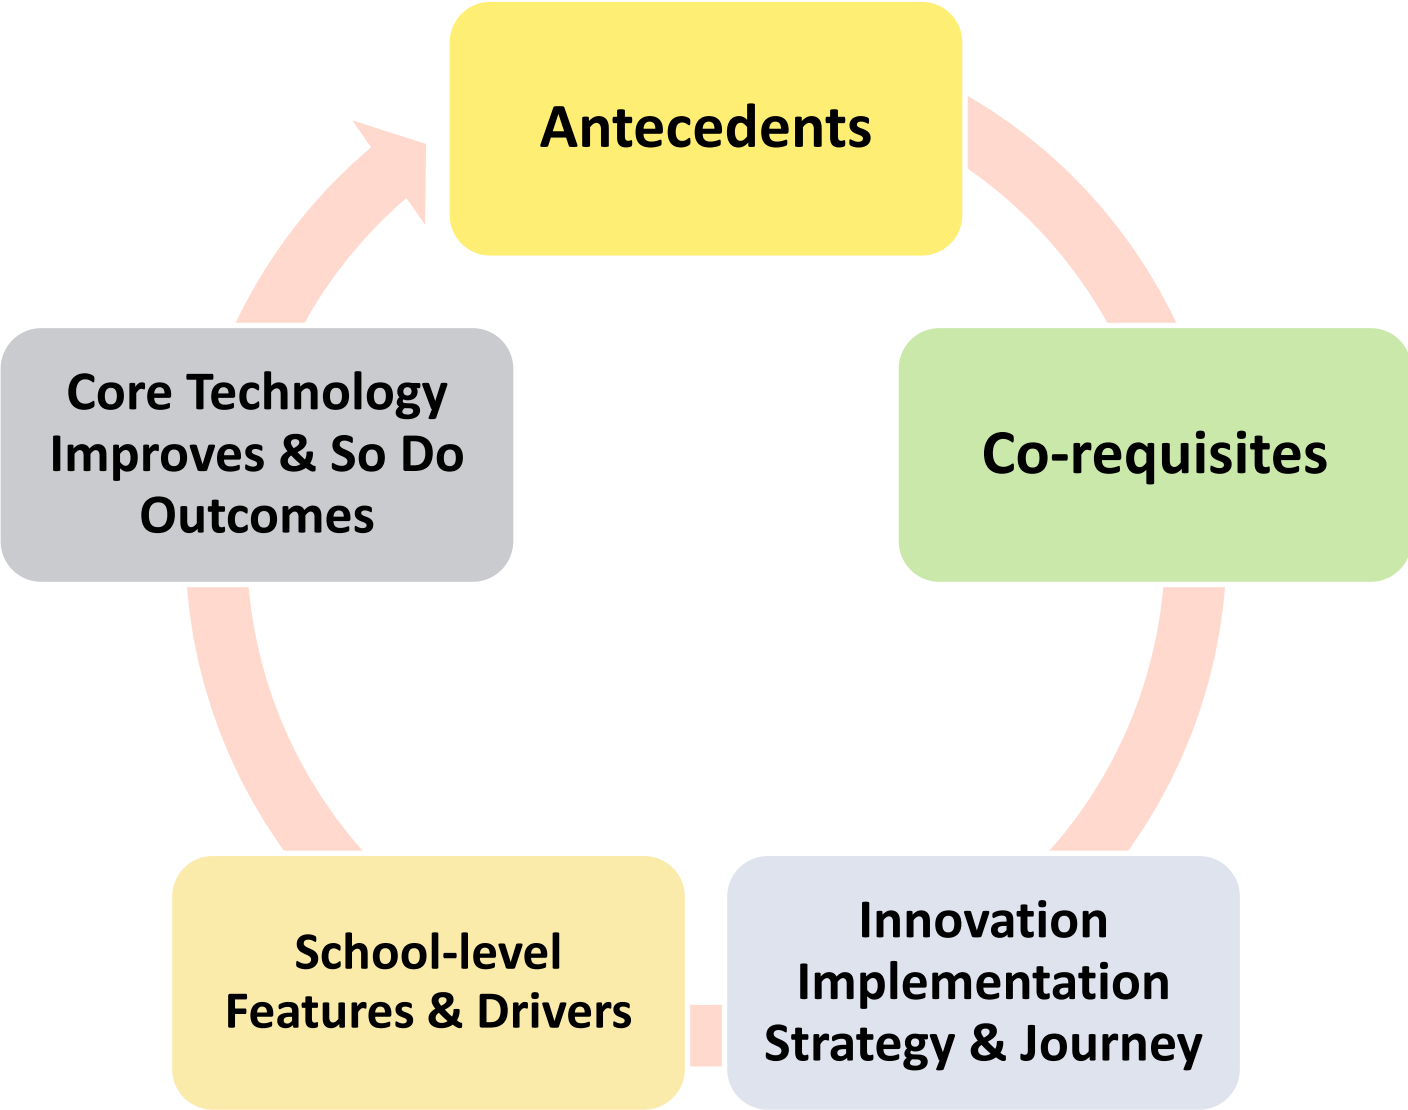 Antecedents
Co-requisites
Innovation
Implementation
Strategy & Journey
School-level
Features & Drivers
Core Technology
Improves & So Do
Outcomes